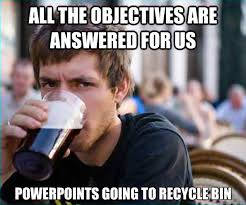 ALL THE OBJECTIVES ARE
ANSWERED FOR US
POWERPOINTS GOING TO RECYCLE BIN